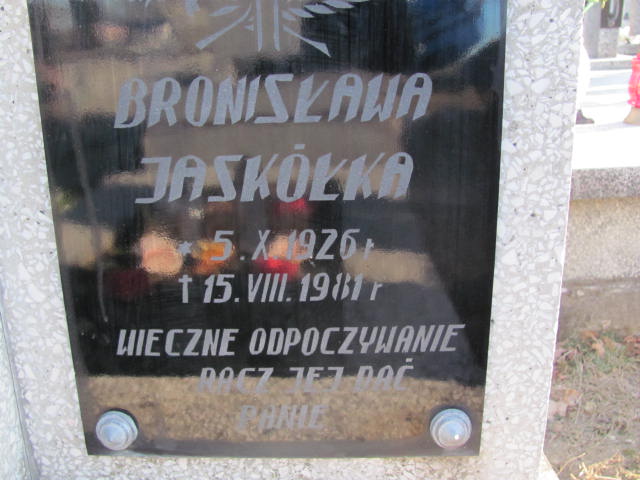 BRONISŁAWA
JASKÓŁKA
* 5.X.1926 r
† 15.VIII.1981 r
WIECZNE ODPOCZYWANIE
RACZ JEJ DAĆ
PANIE